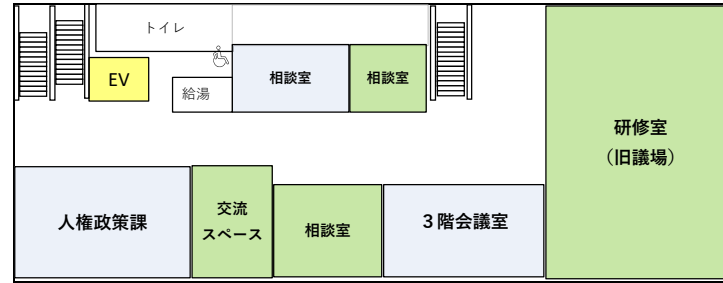 トイレ
EV
給湯
相談室
相談室
研修室
（旧議場）
人権政策課
交流
スペース
相談室
３階会議室